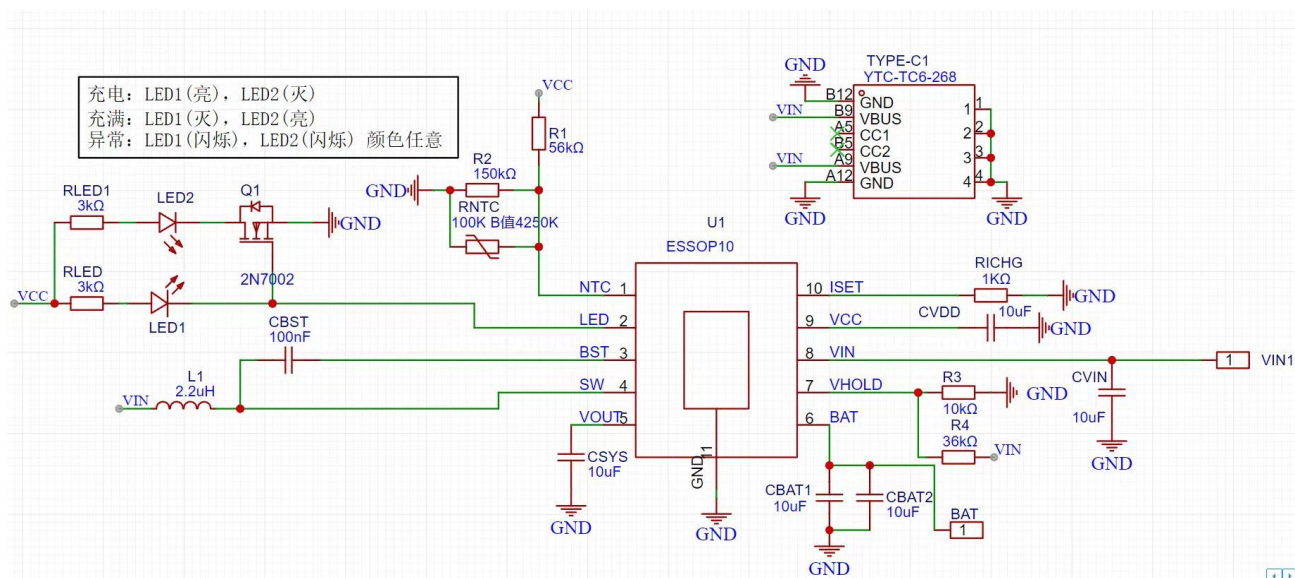 充电: LED1(亮), LED2(灭)
充满: LED1(灭), LED2(亮)
异常: LED1(闪烁), LED2(闪烁) 颜色任意
VCC
R1
56kΩ
R2
150kΩ
GND
RNTC
100K B值4250K
RLED1
3kΩ
LED2
Q1
GND
2N7002
RLED
3kΩ
VCC
LED1
CBST
100nF
L1
2.2uH
VIN
CSYS
10uF
GND
U1
ESSOP10
NTC 1
LED 2
BST 3
SW 4
VOUT 5
10 ISET
9 VCC
8 VIN
7 VHOLD
6 BAT
GND 11
GND
TYPE-C1
YTC-TC6-268
GND
B12 GND
VIN B9 VBUS
A5 CC1
B5 CC2
VIN A9 VBUS
A12 GND
1 1
2 2
3 3
4 4
GND
GND
RICHG
1KΩ
GND
CVDD
10uF
GND
1 VIN1
CVIN
10uF
GND
R3
10kΩ
GND
R4
36kΩ
VIN
CBAT1
10uF
CBAT2
10uF
BAT
1
GND